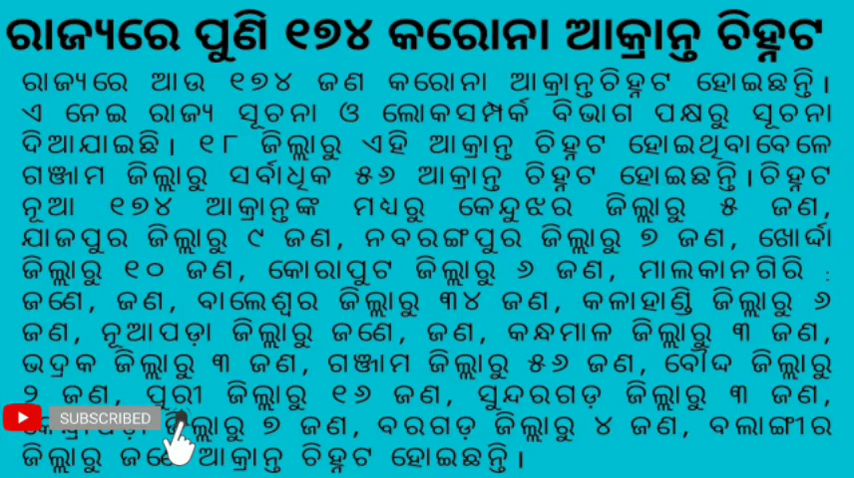 ରାଜ୍ୟରେ ପୁଣି ୧୭୪ କରୋନା ଆକ୍ରାନ୍ତ ଚିହ୍ନଟ
ରାଜ୍ୟରେ ଆଉ ୧୭୪ ଜଣ କରୋନା ଆକ୍ରାନ୍ତଚିହ୍ନଟ ହୋଇଛନ୍ତି।
ଏ ନେଇ ରାଜ୍ୟ ସୂଚନା ଓ ଲୋକସମ୍ପର୍କ ବିଭାଗ ପକ୍ଷରୁ ସୂଚନା
ଦିଆଯାଇଛି। ୧୮ ଜିଲ୍ଲାରୁ ଏହି ଆକ୍ରାନ୍ତ ଚିହ୍ନଟ ହୋଇଥିବାବେଳେ
ଗଞ୍ଜାମ ଜିଲ୍ଲାରୁ ସର୍ବାଧିକ ୫୬ ଆକ୍ରାନ୍ତ ଚିହ୍ନଟ ହୋଇଛନ୍ତି।ଚିହ୍ନଟ
ନୂଆ ୧୭୪ ଆକ୍ରାନ୍ତଙ୍କ ମଧ୍ୟରୁ କେନ୍ଦୁଝର ଜିଲ୍ଲାରୁ ୫ ଜଣ,
ଯାଜପୁର ଜିଲ୍ଲାରୁ ୯ ଜଣ, ନବରଙ୍ଗପୁର ଜିଲ୍ଲାରୁ ୭ ଜଣ, ଖୋର୍ଦ୍ଦା
ଜିଲ୍ଲାରୁ ୧୦ ଜଣ, କୋରାପୁଟ ଜିଲ୍ଲାରୁ ୬ ଜଣ, ମାଲକାନଗିରି :
ଜଣେ, ଜଣ, ବାଲେଶ୍ୱର ଜିଲ୍ଲାରୁ ୩୪ ଜଣ, କଳାହାଣ୍ଡି ଜିଲ୍ଲାରୁ ୬
ଜଣ, ନୂଆପଡ଼ା ଜିଲ୍ଲାରୁ ଜଣେ, ଜଣ, କନ୍ଧମାଳ ଜିଲ୍ଲାରୁ ୩ ଜଣ,
ଭଦ୍ରକ ଜିଲ୍ଲାରୁ ୩ ଜଣ, ଗଞ୍ଜାମ ଜିଲ୍ଲାରୁ ୫୬ ଜଣ, ବୌଦ୍ଦ ଜିଲ୍ଲାରୁ
୨ ଜଣ, ପୁରୀ ଜିଲ୍ଲାରୁ ୧୬ ଜଣ, ସୁନ୍ଦରଗଡ଼ ଜିଲ୍ଲାରୁ ୩ ଜଣ,
SUBSCRIBED
ଜିଲ୍ଲାରୁ ୭ ଜଣ, ବରଗଡ଼ ଜିଲ୍ଲାରୁ ୪ ଜଣ, ବଲାଙ୍ଗୀର
ଜିଲ୍ଲାରୁ ଜଣେ ଆକ୍ରାନ୍ତ ଚିହ୍ନଟ ହୋଇଛନ୍ତି।